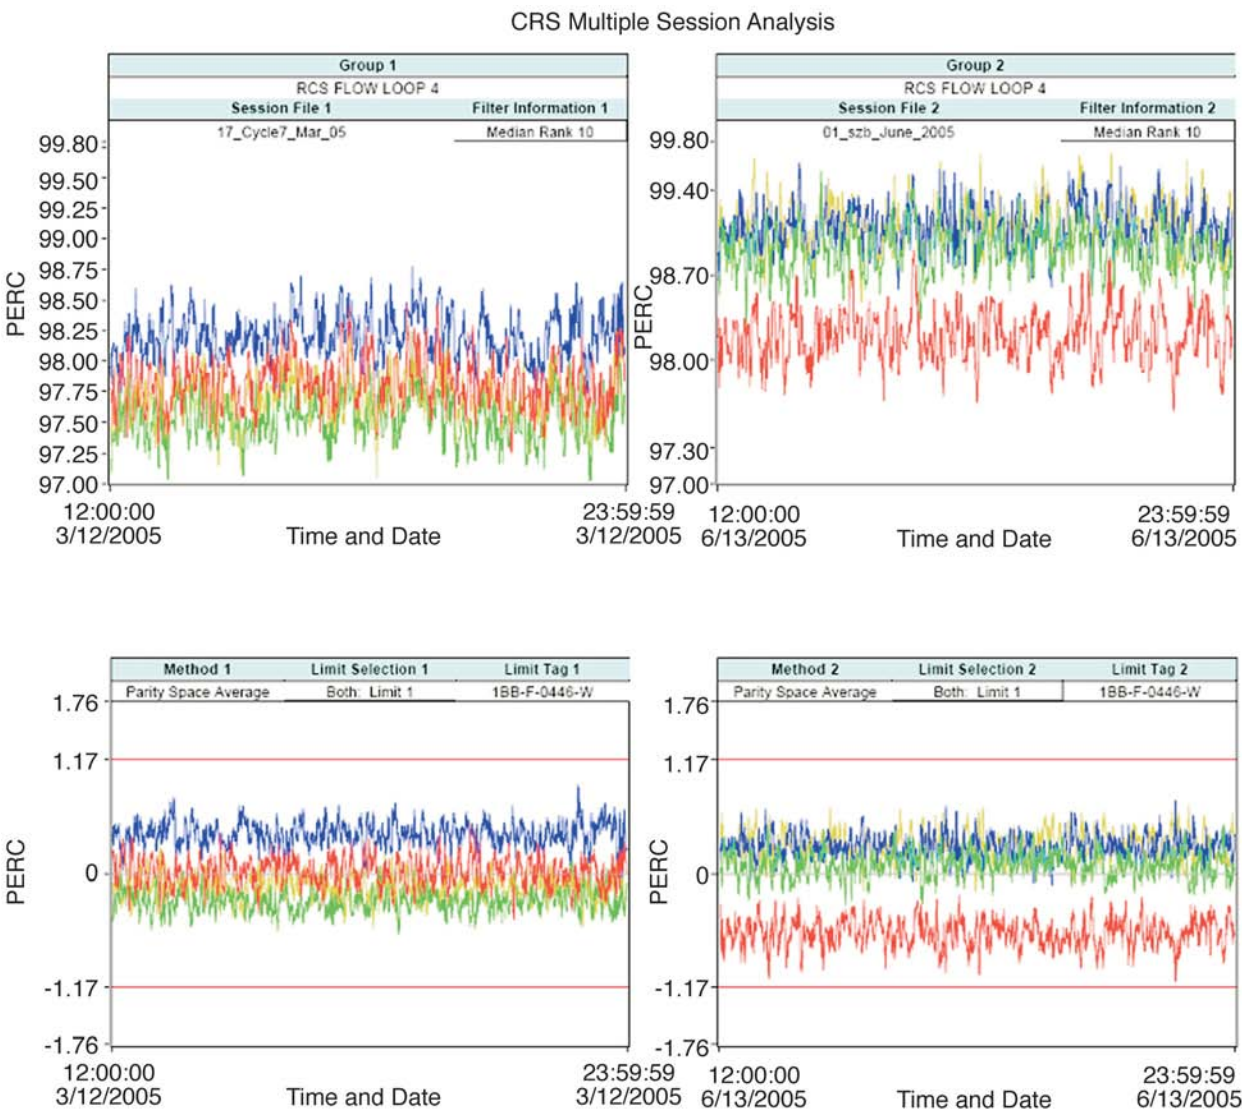 CRS Multiple Session Analysis
Group 1
RCS FLOW LOOP 4
Session File 1 Filter Information 1
17_Cycle7_Mar_05 Median Rank 10
99.80
99.50
99.25
99.00
98.75
98.50
98.25
98.00
97.75
97.50
97.25
97.00
PERC
12:00:00 23:59:59
3/12/2005 Time and Date 3/12/2005
Group 2
RCS FLOW LOOP 4
Session File 2 Filter Information 2
01_szb_June_2005 Median Rank 10
99.80
99.40
98.70
98.00
97.30
97.00
PERC
12:00:00 23:59:59
6/13/2005 Time and Date 6/13/2005
Method 1 Limit Selection 1 Limit Tag 1
Parity Space Average Both: Limit 1 1BB-F-0446-W
1.76
1.17
0
-1.17
-1.76
PERC
12:00:00 23:59:59
3/12/2005 Time and Date 3/12/2005
Method 2 Limit Selection 2 Limit Tag 2
Parity Space Average Both: Limit 1 1BB-F-0446-W
1.76
1.17
0
-1.17
-1.76
PERC
12:00:00 23:59:59
6/13/2005 Time and Date 6/13/2005